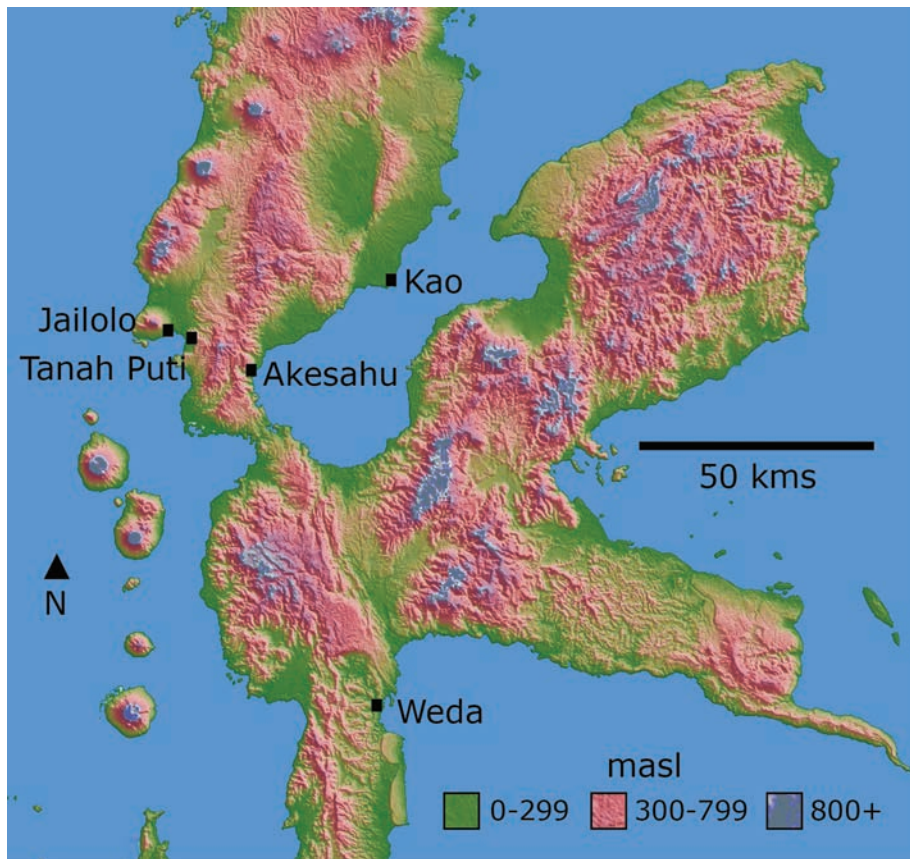 Kao
Jailolo
Tanah Puti
Akesahu
50 kms
N
Weda
masl
0-299
300-799
800+